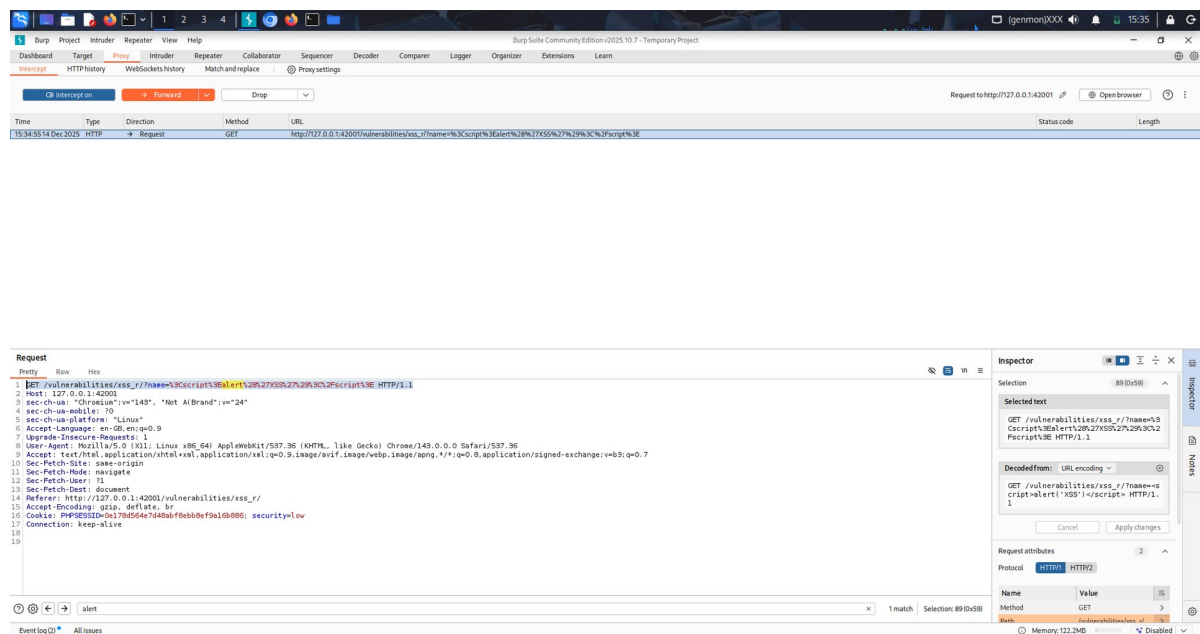 1 2 3 4 (genmon)XXX 15:35
Burp Project Intruder Repeater View Help Burp Suite Community Edition v2025.10.7 - Temporary Project
Dashboard Target Proxy Intruder Repeater Collaborator Sequencer Decoder Comparer Logger Organizer Extensions Learn
Intercept HTTP history WebSockets history Match and replace Proxy settings
Intercept on Forward Drop Request to http://127.0.0.1:42001 Open browser
Time Type Direction Method URL Status code Length
15:34:55 14 Dec 2025 HTTP → Request GET http://127.0.0.1:42001/vulnerabilities/xss_r/?name=%3Cscript%3Ealert%28%27XSS%27%29%3C%2Fscript%3E
Request
Pretty Raw Hex
1 GET /vulnerabilities/xss_r/?name=%3Cscript%3Ealert%28%27XSS%27%29%3C%2Fscript%3E HTTP/1.1
2 Host: 127.0.0.1:42001
3 sec-ch-ua: "Chromium";v="143", "Not A(Brand";v="24"
4 sec-ch-ua-mobile: ?0
5 sec-ch-ua-platform: "Linux"
6 Accept-Language: en-GB,en;q=0.9
7 Upgrade-Insecure-Requests: 1
8 User-Agent: Mozilla/5.0 (X11; Linux x86_64) AppleWebKit/537.36 (KHTML, like Gecko) Chrome/143.0.0.0 Safari/537.36
9 Accept: text/html,application/xhtml+xml,application/xml;q=0.9,image/avif,image/webp,image/apng,*/*;q=0.8,application/signed-exchange;v=b3;q=0.7
10 Sec-Fetch-Site: same-origin
11 Sec-Fetch-Mode: navigate
12 Sec-Fetch-User: ?1
13 Sec-Fetch-Dest: document
14 Referer: http://127.0.0.1:42001/vulnerabilities/xss_r/
15 Accept-Encoding: gzip, deflate, br
16 Cookie: PHPSESSID=0e178d564e7d48abf8ebb8ef9a16b886; security=low
17 Connection: keep-alive
18
19
alert 1 match Selection: 89 (0x59)
Event log (2) All issues
Inspector
Selection 89 (0x59)
Selected text
GET /vulnerabilities/xss_r/?name=%3
Cscript%3Ealert%28%27XSS%27%29%3C%2
Fscript%3E HTTP/1.1
Decoded from: URL encoding
GET /vulnerabilities/xss_r/?name=<s
cript>alert('XSS')</script> HTTP/1.
1
Cancel Apply changes
Request attributes 2
Protocol HTTP/1 HTTP/2
Name Value
Method GET
Path /vulnerabilities/xss_r/
Inspector
Notes
Memory: 122.2MB Disabled